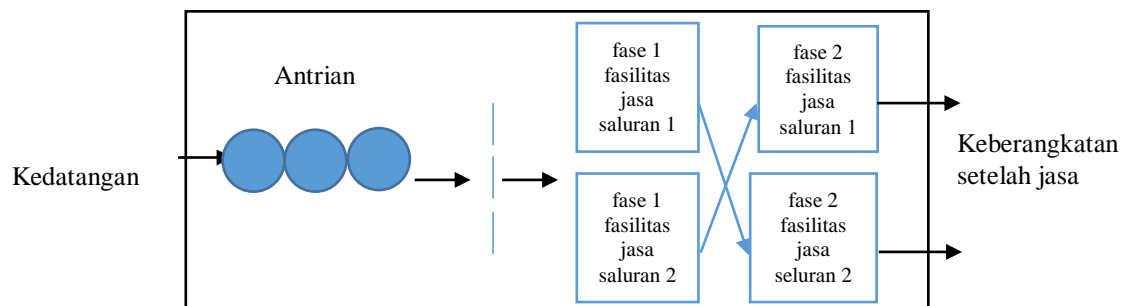 Kedatangan
Antrian
fase 1
fasilitas
jasa
saluran 1
fase 2
fasilitas
jasa
saluran 1
fase 1
fasilitas
jasa
saluran 2
fase 2
fasilitas
jasa
seluran 2
Keberangkatan
setelah jasa